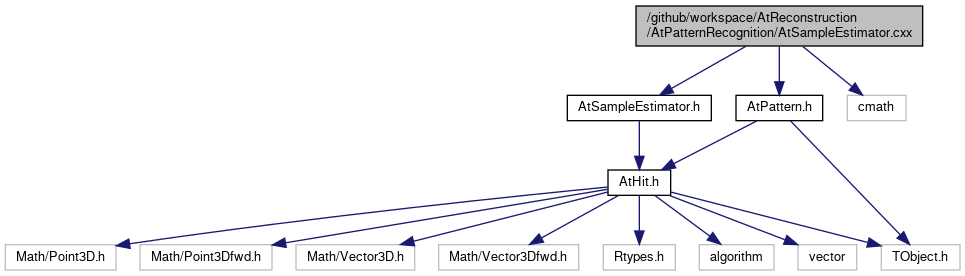 /github/workspace/AtReconstruction
/AtPatternRecognition/AtSampleEstimator.cxx
AtSampleEstimator.h
AtPattern.h
cmath
AtHit.h
Math/Point3D.h
Math/Point3Dfwd.h
Math/Vector3D.h
Math/Vector3Dfwd.h
Rtypes.h
algorithm
vector
TObject.h